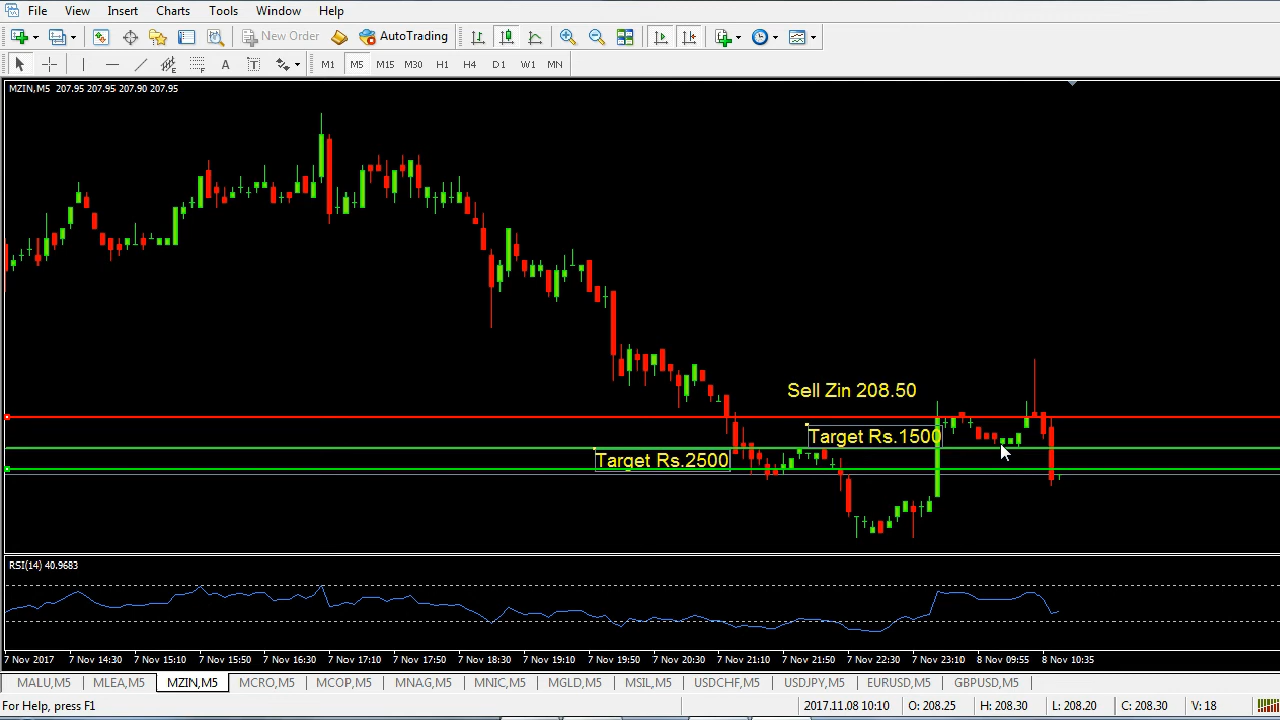 File View Insert Charts Tools Window Help
New Order AutoTrading
A T M1 M5 M15 M30 H1 H4 D1 W1 MN
MZIN,M5 207.95 207.95 207.90 207.95
Sell Zin 208.50
Target Rs.1500
Target Rs.2500
RSI(14) 40.9683
7 Nov 2017 7 Nov 14:30 7 Nov 15:10 7 Nov 15:50 7 Nov 16:30 7 Nov 17:10 7 Nov 17:50 7 Nov 18:30 7 Nov 19:10 7 Nov 19:50 7 Nov 20:30 7 Nov 21:10 7 Nov 21:50 7 Nov 22:30 7 Nov 23:10 8 Nov 09:55 8 Nov 10:35
MALU,M5 MLEA,M5 MZIN,M5 MCRO,M5 MCOP,M5 MNAG,M5 MNIC,M5 MGLD,M5 MSIL,M5 USDCHF,M5 USDJPY,M5 EURUSD,M5 GBPUSD,M5
For Help, press F1 2017.11.08 10:10 O: 208.25 H: 208.30 L: 208.20 C: 208.30 V: 18